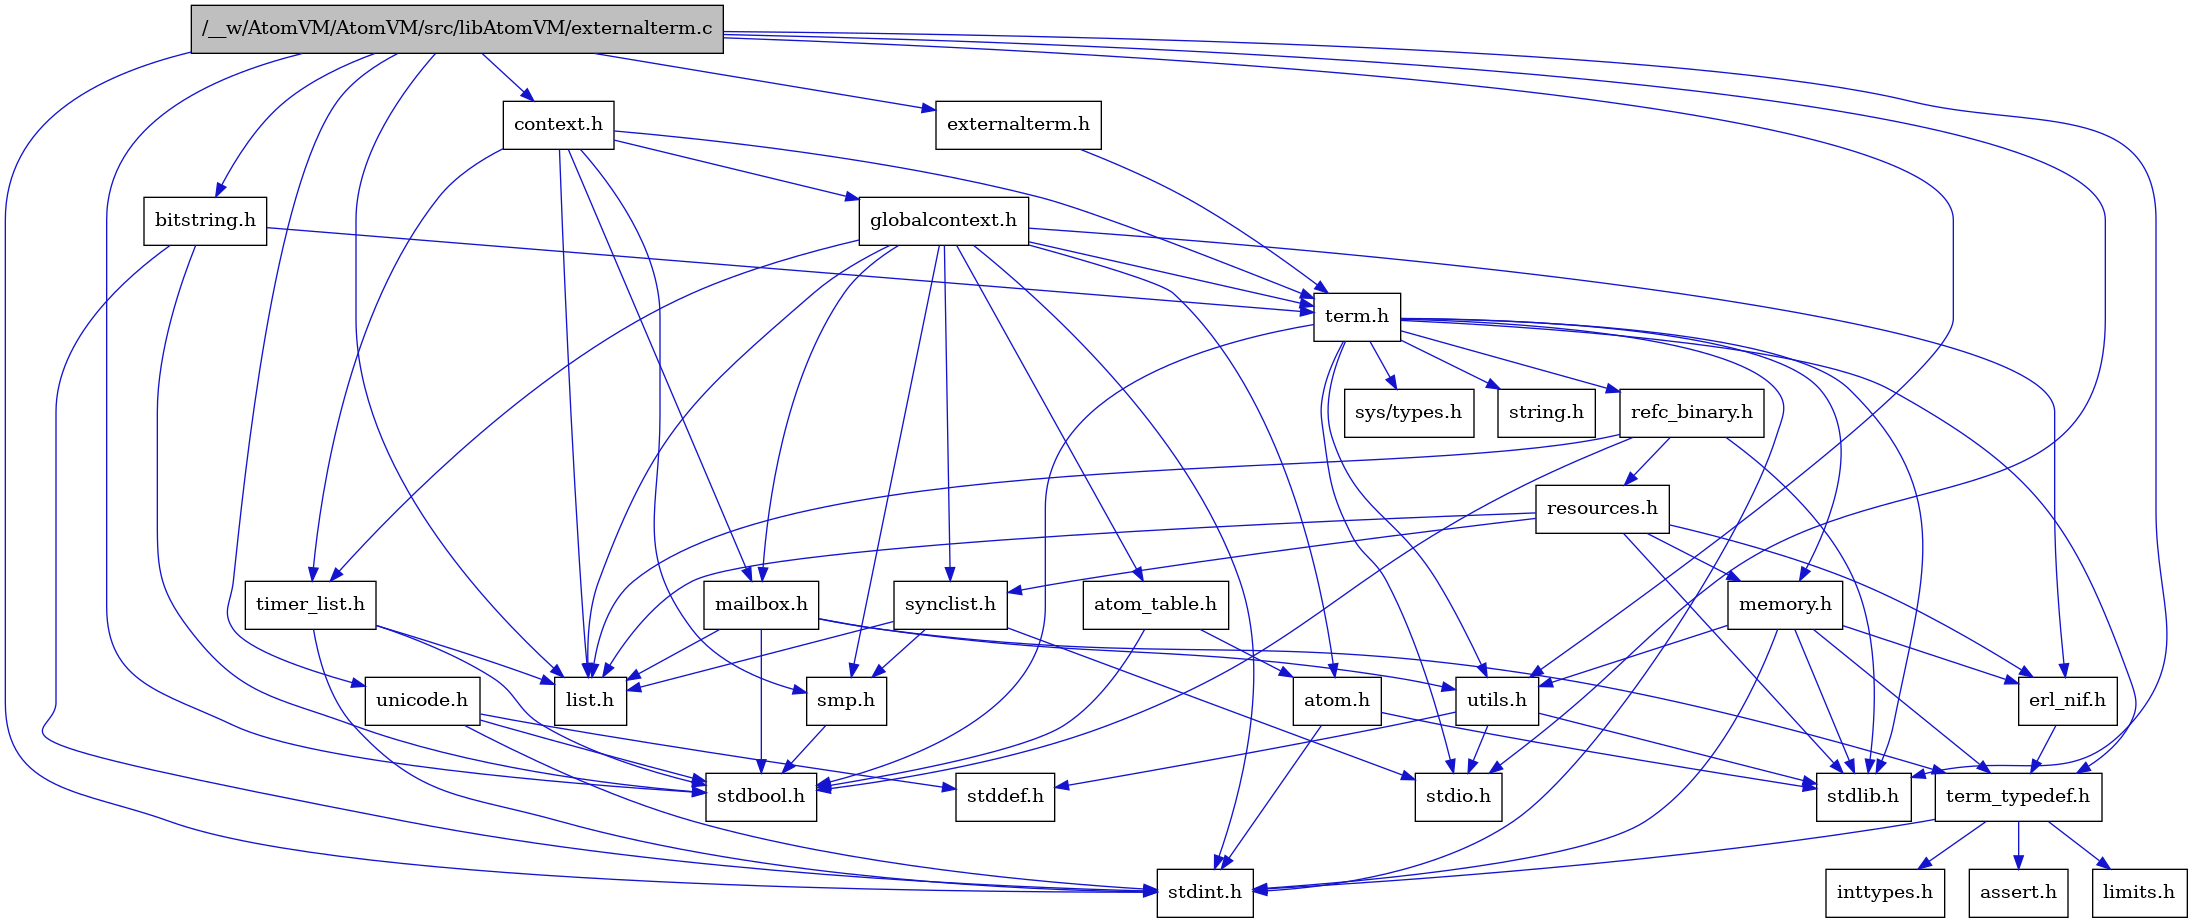 /__w/AtomVM/AtomVM/src/libAtomVM/externalterm.c
context.h
externalterm.h
bitstring.h
globalcontext.h
term.h
sys/types.h
string.h
refc_binary.h
resources.h
timer_list.h
mailbox.h
synclist.h
atom_table.h
memory.h
unicode.h
list.h
smp.h
atom.h
utils.h
erl_nif.h
stdbool.h
stddef.h
stdio.h
stdlib.h
term_typedef.h
stdint.h
inttypes.h
assert.h
limits.h